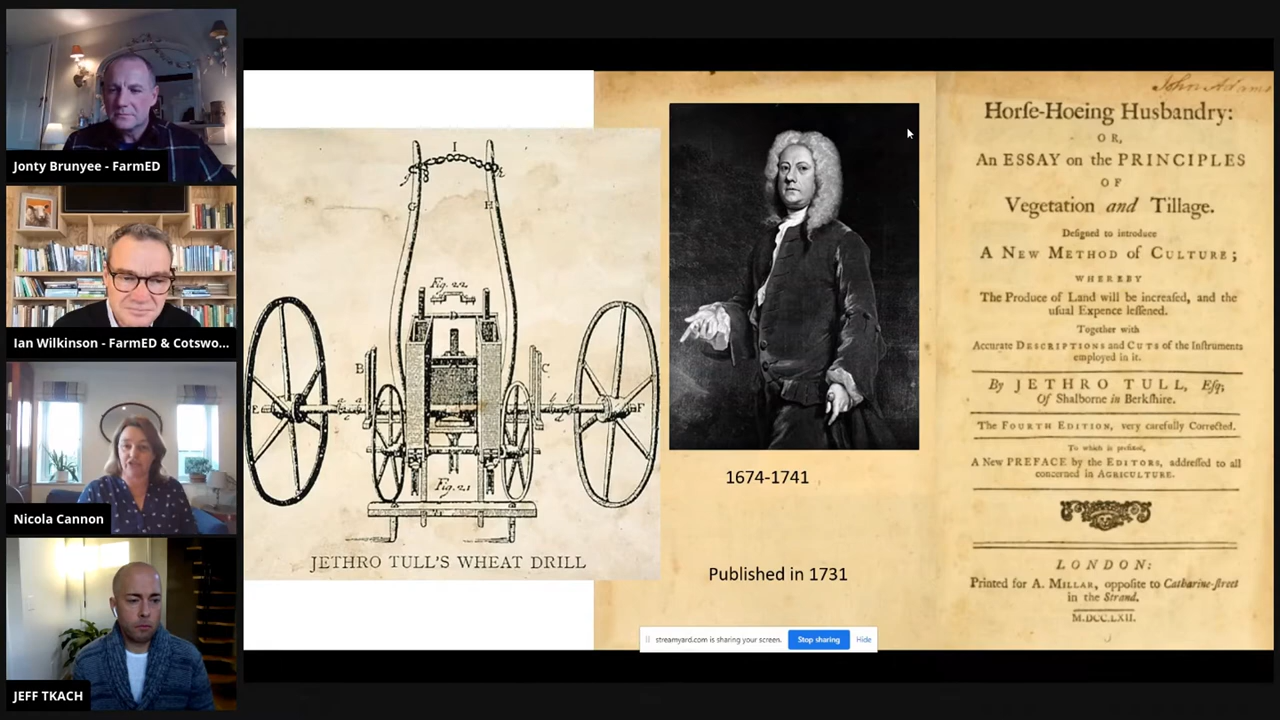 Jonty Brunyee - FarmED
Ian Wilkinson - FarmED & Cotswo...
Nicola Cannon
JEFF TKACH
I
G
H
Fig. 22
D
B
C
E
F
Fig. 21
JETHRO TULL'S WHEAT DRILL
1674-1741
Published in 1731
John Adams
Horſe-Hoeing Husbandry:
OR,
An ESSAY on the PRINCIPLES
OF
Vegetation and Tillage.
Deſigned to introduce
A NEW METHOD of CULTURE;
WHEREBY
The Produce of Land will be increaſed, and the
uſual Expence leſſened.
Together with
Accurate DESCRIPTIONS and CUTS of the Inſtruments
employed in it.
By JETHRO TULL, Eſq;
Of Shalborne in Berkſhire.
The FOURTH EDITION, very carefully Corrected.
To which is prefixed,
A New PREFACE by the EDITORS, addreſſed to all
concerned in AGRICULTURE.
LONDON:
Printed for A. MILLAR, oppoſite to Catharine-ſtreet
in the Strand.
M.DCC.LXII.
streamyard.com is sharing your screen.
Stop sharing
Hide